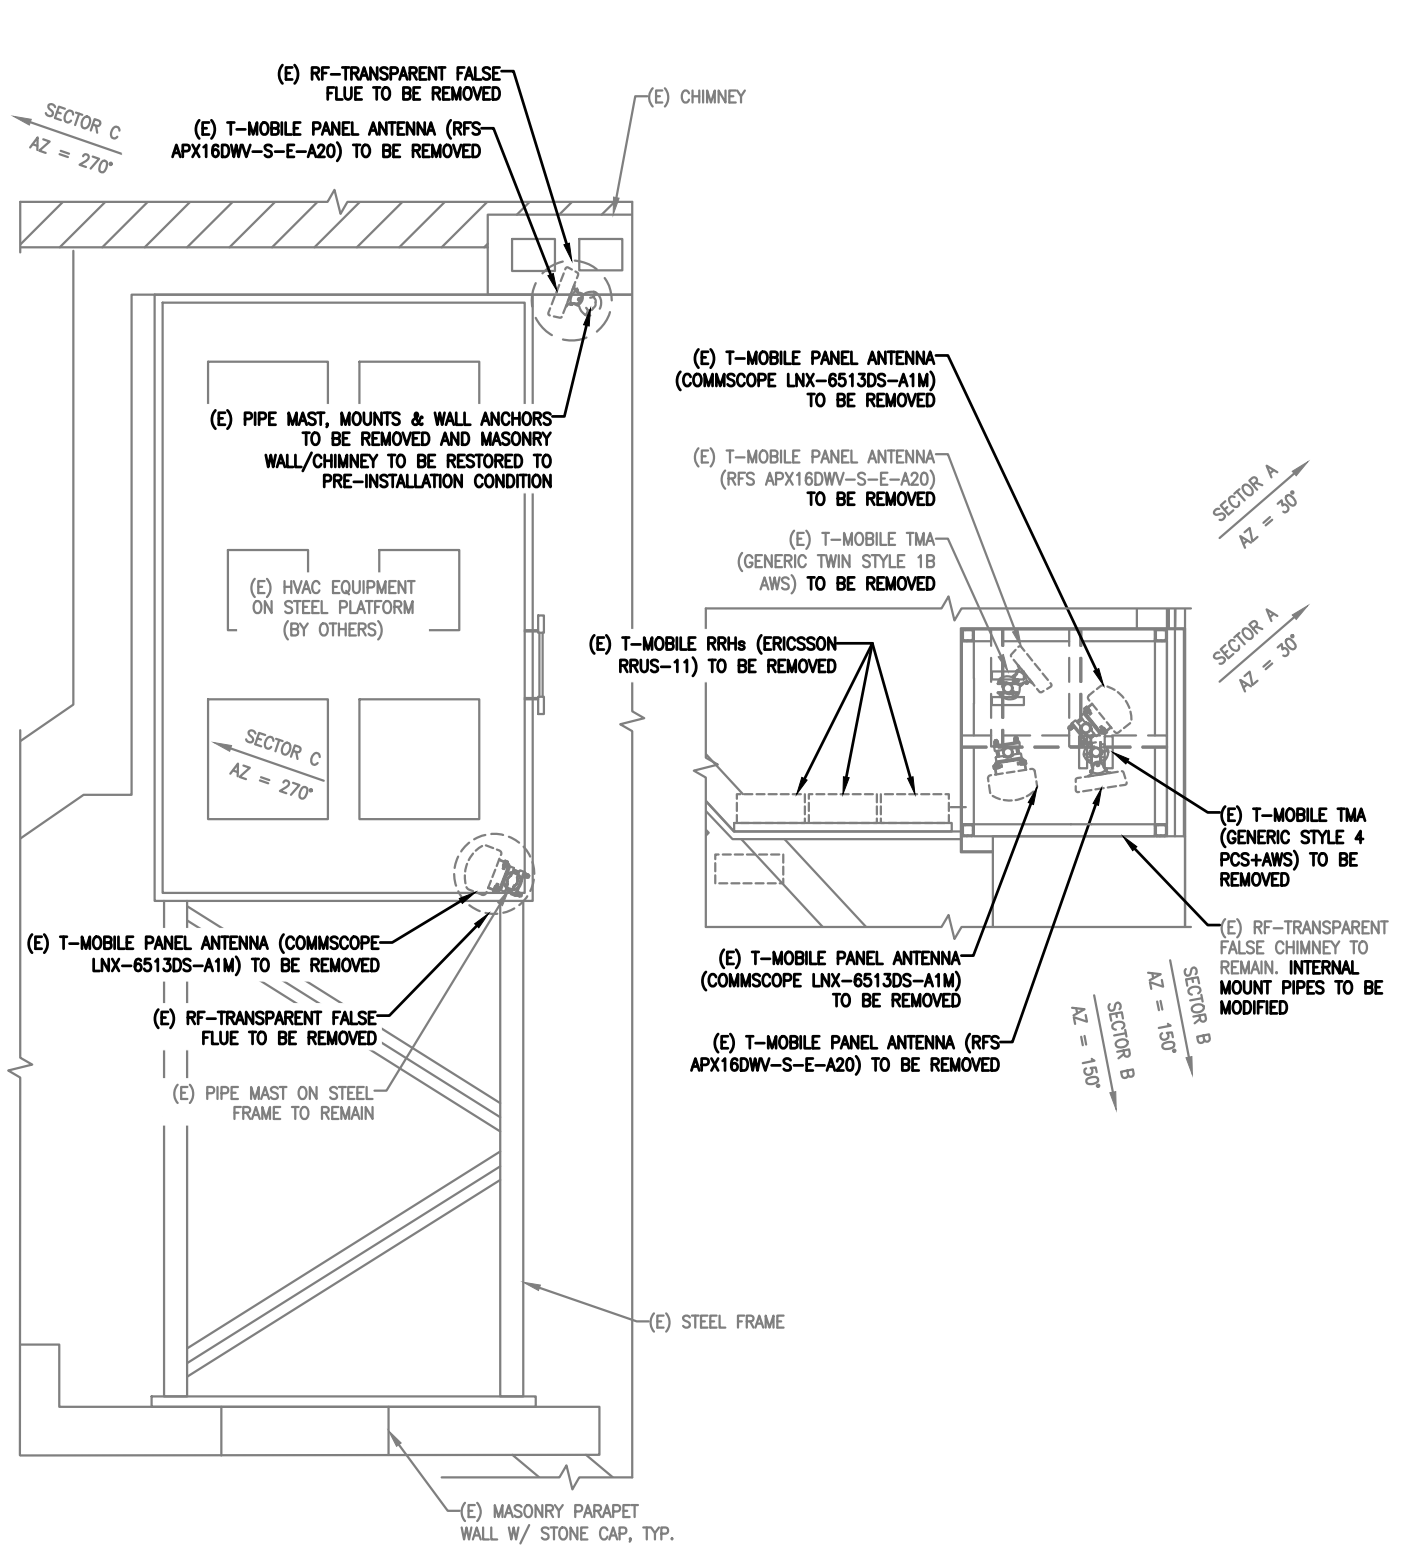 (E) RF-TRANSPARENT FALSE
FLUE TO BE REMOVED
(E) CHIMNEY
SECTOR C
AZ = 270°
(E) T-MOBILE PANEL ANTENNA (RFS
APX16DWV-S-E-A20) TO BE REMOVED
(E) PIPE MAST, MOUNTS & WALL ANCHORS
TO BE REMOVED AND MASONRY
WALL/CHIMNEY TO BE RESTORED TO
PRE-INSTALLATION CONDITION
(E) HVAC EQUIPMENT
ON STEEL PLATFORM
(BY OTHERS)
SECTOR C
AZ = 270°
(E) T-MOBILE PANEL ANTENNA (COMMSCOPE
LNX-6513DS-A1M) TO BE REMOVED
(E) RF-TRANSPARENT FALSE
FLUE TO BE REMOVED
(E) PIPE MAST ON STEEL
FRAME TO REMAIN
(E) STEEL FRAME
(E) MASONRY PARAPET
WALL W/ STONE CAP, TYP.
(E) T-MOBILE PANEL ANTENNA
(COMMSCOPE LNX-6513DS-A1M)
TO BE REMOVED
(E) T-MOBILE PANEL ANTENNA
(RFS APX16DWV-S-E-A20)
TO BE REMOVED
(E) T-MOBILE TMA
(GENERIC TWIN STYLE 1B
AWS) TO BE REMOVED
(E) T-MOBILE RRHs (ERICSSON
RRUS-11) TO BE REMOVED
SECTOR A
AZ = 30°
SECTOR A
AZ = 30°
(E) T-MOBILE TMA
(GENERIC STYLE 4
PCS+AWS) TO BE
REMOVED
(E) RF-TRANSPARENT
FALSE CHIMNEY TO
REMAIN. INTERNAL
MOUNT PIPES TO BE
MODIFIED
(E) T-MOBILE PANEL ANTENNA
(COMMSCOPE LNX-6513DS-A1M)
TO BE REMOVED
(E) T-MOBILE PANEL ANTENNA (RFS
APX16DWV-S-E-A20) TO BE REMOVED
SECTOR B
AZ = 150°
SECTOR B
AZ = 150°